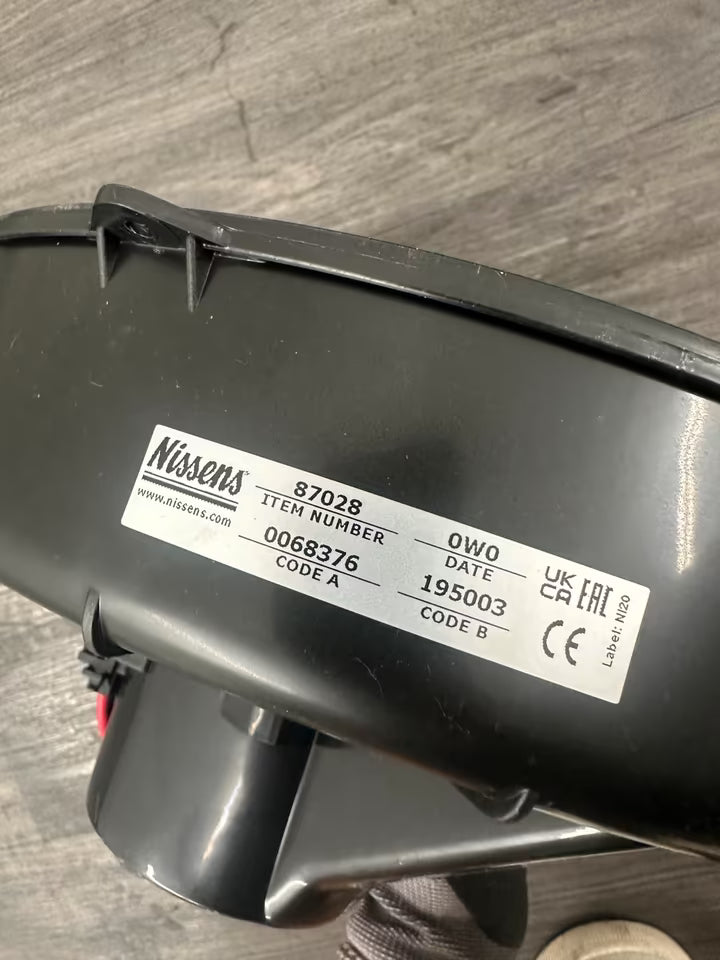 Nissens
www.nissens.com
87028
ITEM NUMBER
0068376
CODE A
0W0
DATE
195003
CODE B
UK
CA
EAC
CE
Label: NI20